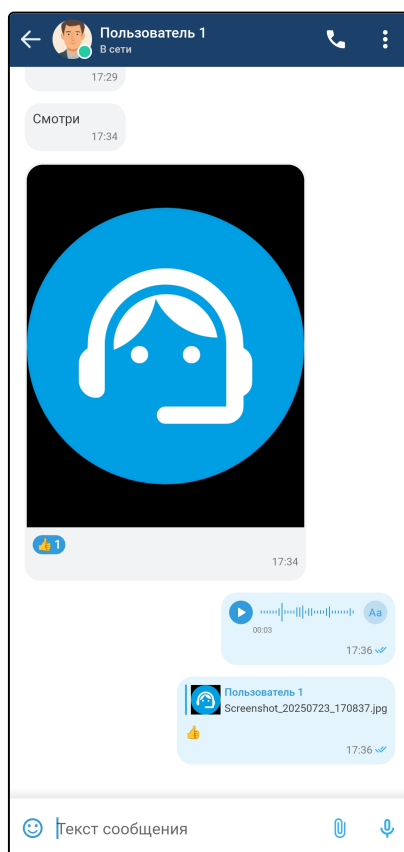 Пользователь 1
В сети
17:29
Смотри
17:34
👍 1
17:34
Aa
00:03
17:36
Пользователь 1
Screenshot_20250723_170837.jpg
👍
17:36
Текст сообщения